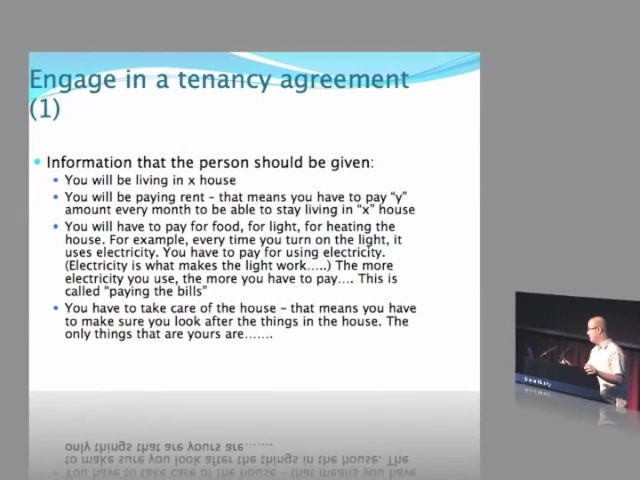 Engage in a tenancy agreement
(1)
Information that the person should be given:
You will be living in x house
You will be paying rent – that means you have to pay “y”
amount every month to be able to stay living in “x” house
You will have to pay for food, for light, for heating the
house. For example, every time you turn on the light, it
uses electricity. You have to pay for using electricity.
(Electricity is what makes the light work…..) The more
electricity you use, the more you have to pay…. This is
called “paying the bills”
You have to take care of the house – that means you have
to make sure you look after the things in the house. The
only things that are yours are…….